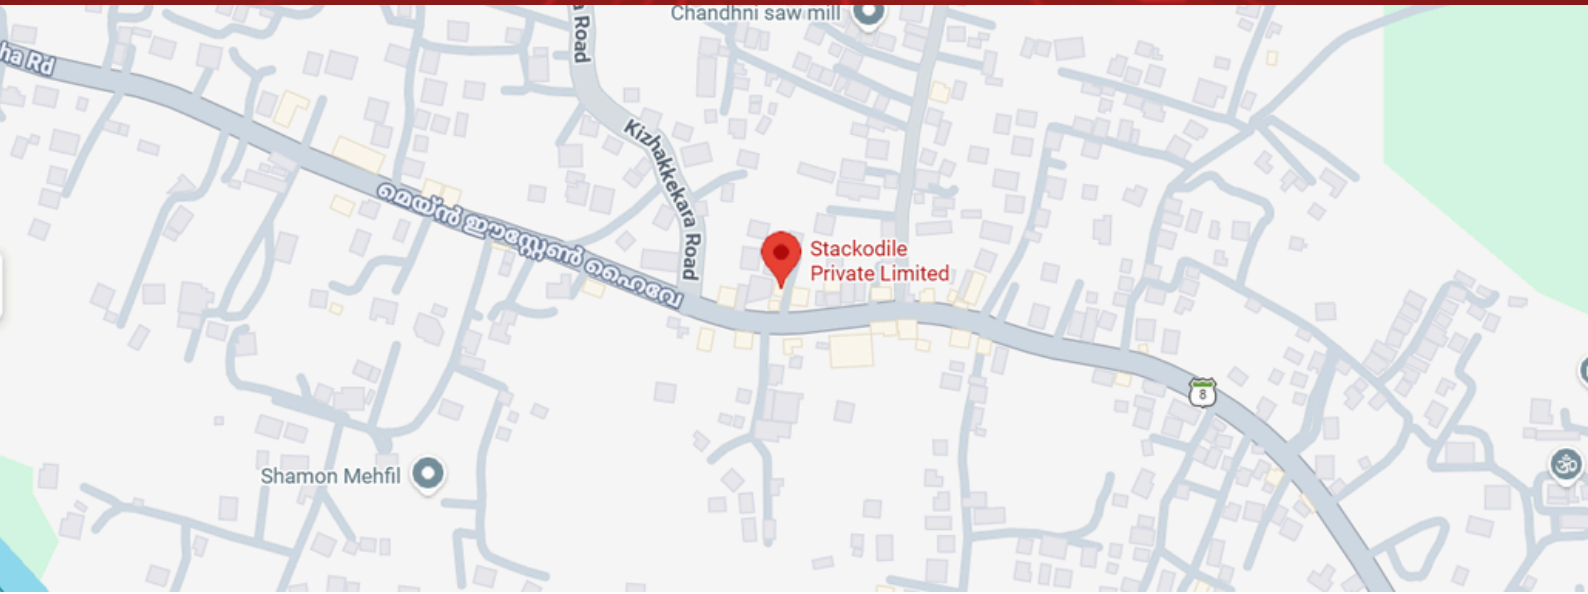 Chandhni saw mill
ha Rd
a Road
Kizhakkekara Road
മെയിൻ ഈസ്റ്റേൺ ഹൈവേ
Stackodile
Private Limited
8
Shamon Mehfil
ॐ